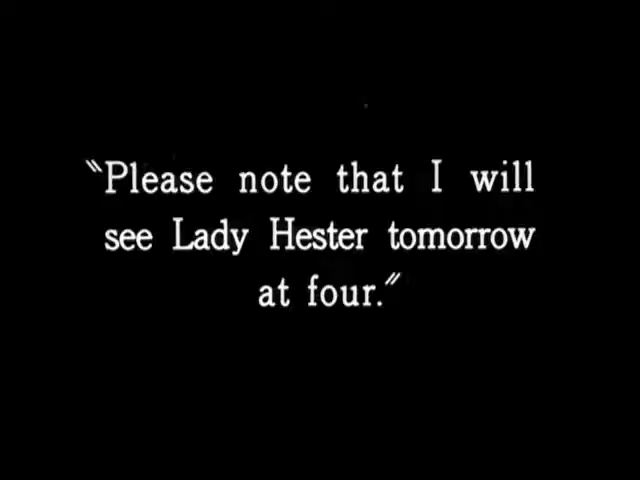 "Please note that I will
see Lady Hester tomorrow
at four."